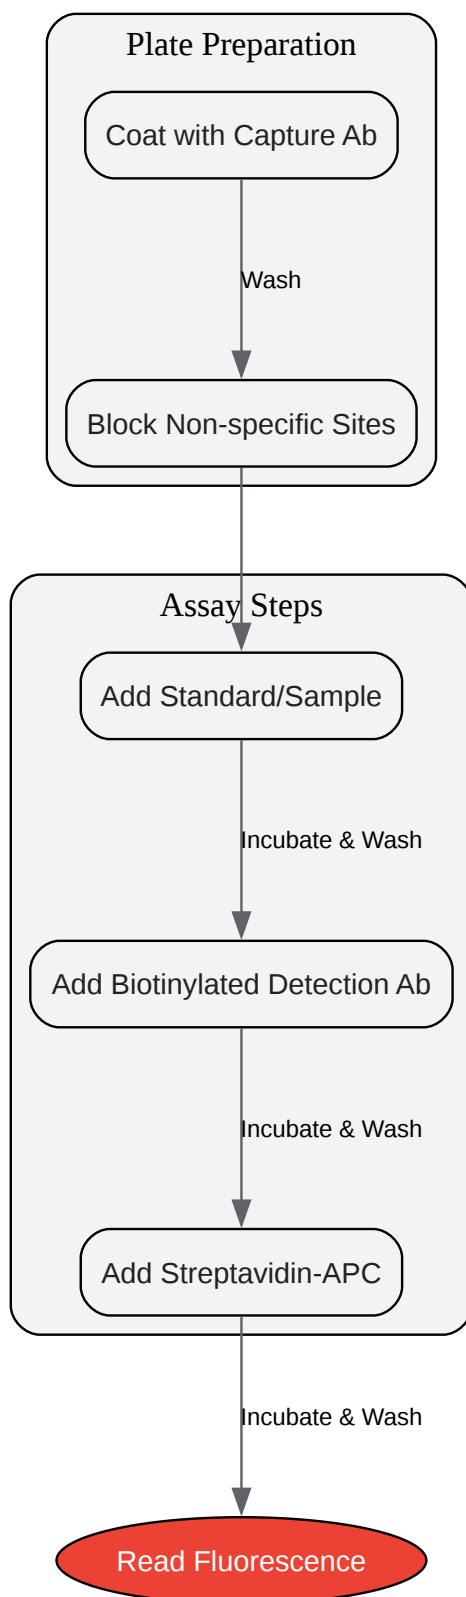 Plate Preparation
Coat with Capture Ab
Wash
Block Non-specific Sites
Assay Steps
Add Standard/Sample
Incubate & Wash
Add Biotinylated Detection Ab
Incubate & Wash
Add Streptavidin-APC
Incubate & Wash
Read Fluorescence